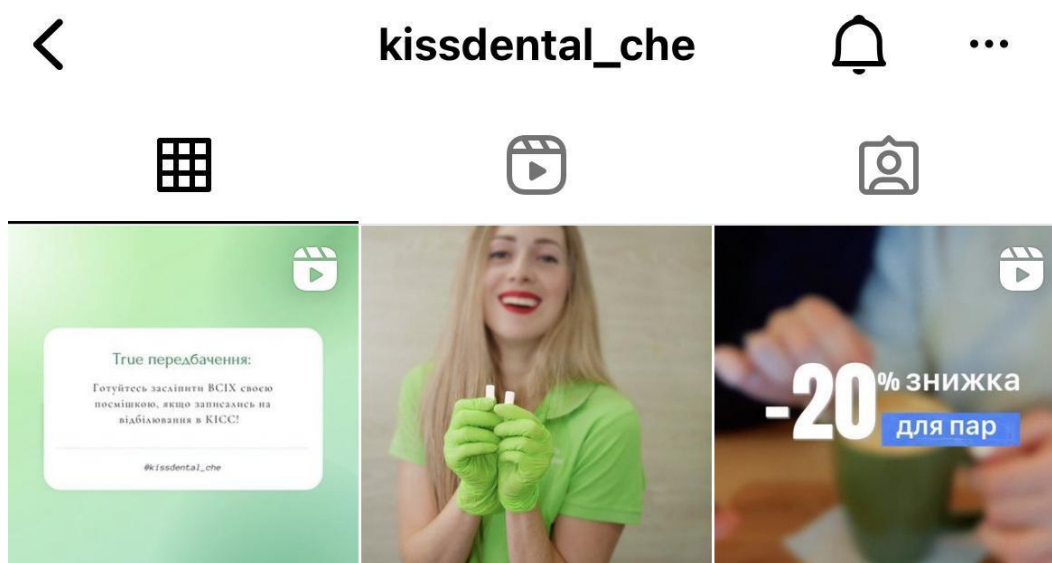 kissdental_che
True передбачення:
Готуйтесь засліпити ВСІХ своєю
посмішкою, якщо записались на
відбілювання в КІСС!
#kissdental_che
-20% знижка
для пар